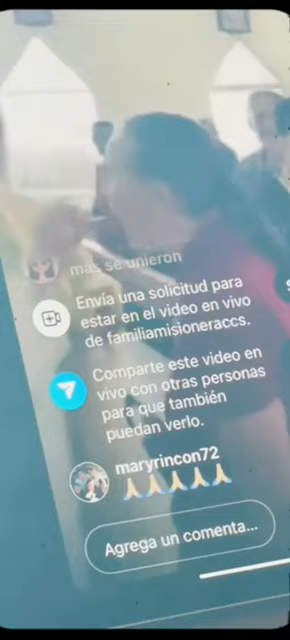 mas se unieron
Envía una solicitud para
estar en el video en vivo
de familiamisioneraccs.
Comparte este video en
vivo con otras personas
para que también
puedan verlo.
maryrincon72
🙏🏼🙏🏼🙏🏼🙏🏼🙏🏼
Agrega un comenta...